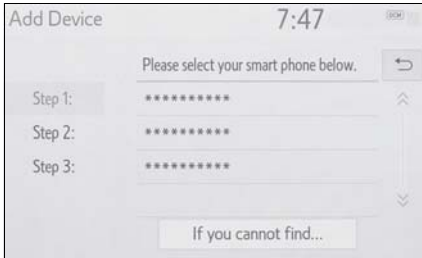 Add Device 7:47 DCM
Please select your smart phone below.
Step 1: **********
Step 2: **********
Step 3: **********
If you cannot find...